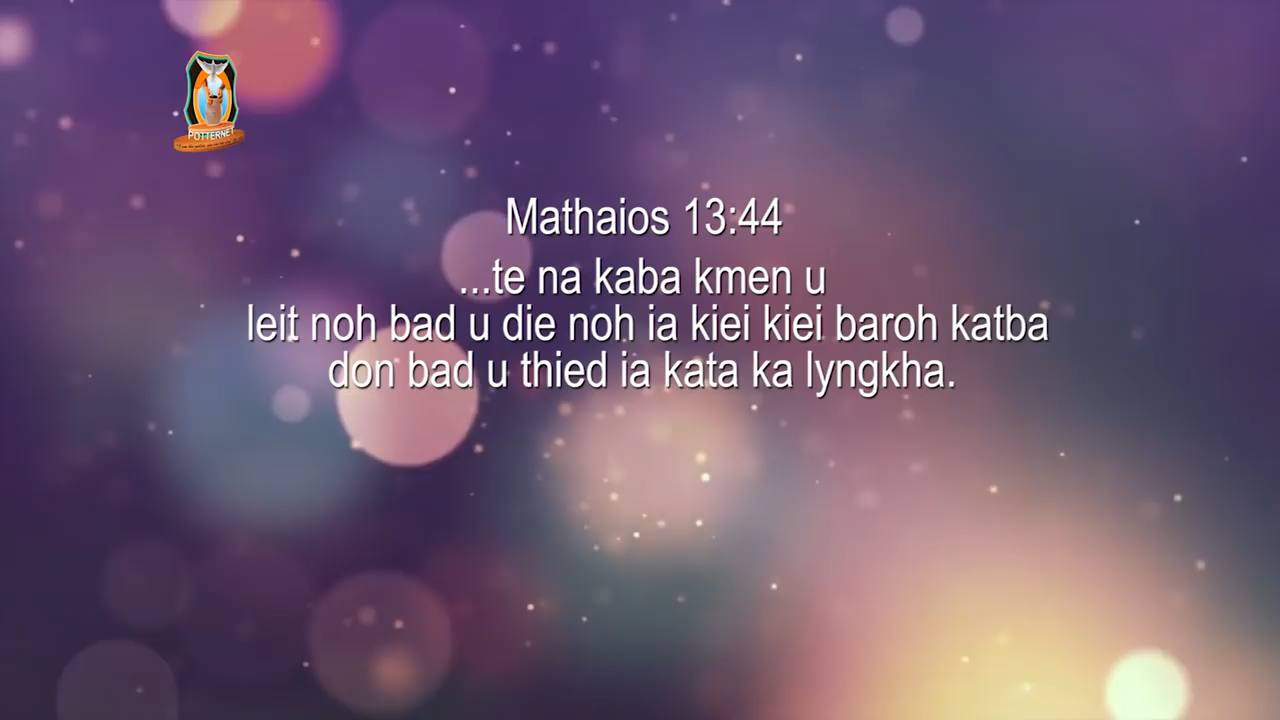 POTTERNET
Mathaios 13:44
...te na kaba kmen u
leit noh bad u die noh ia kiei kiei baroh katba
don bad u thied ia kata ka lyngkha.